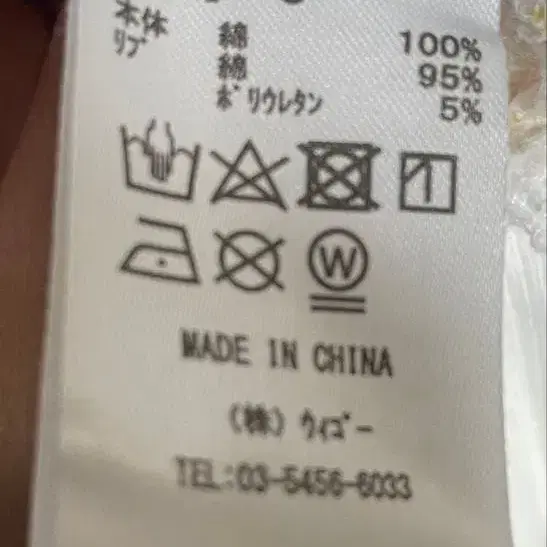 本体 綿 100%
リブ 綿 95%
ポリウレタン 5%
W
MADE IN CHINA
(株) ウィゴー
TEL:03-5456-6033